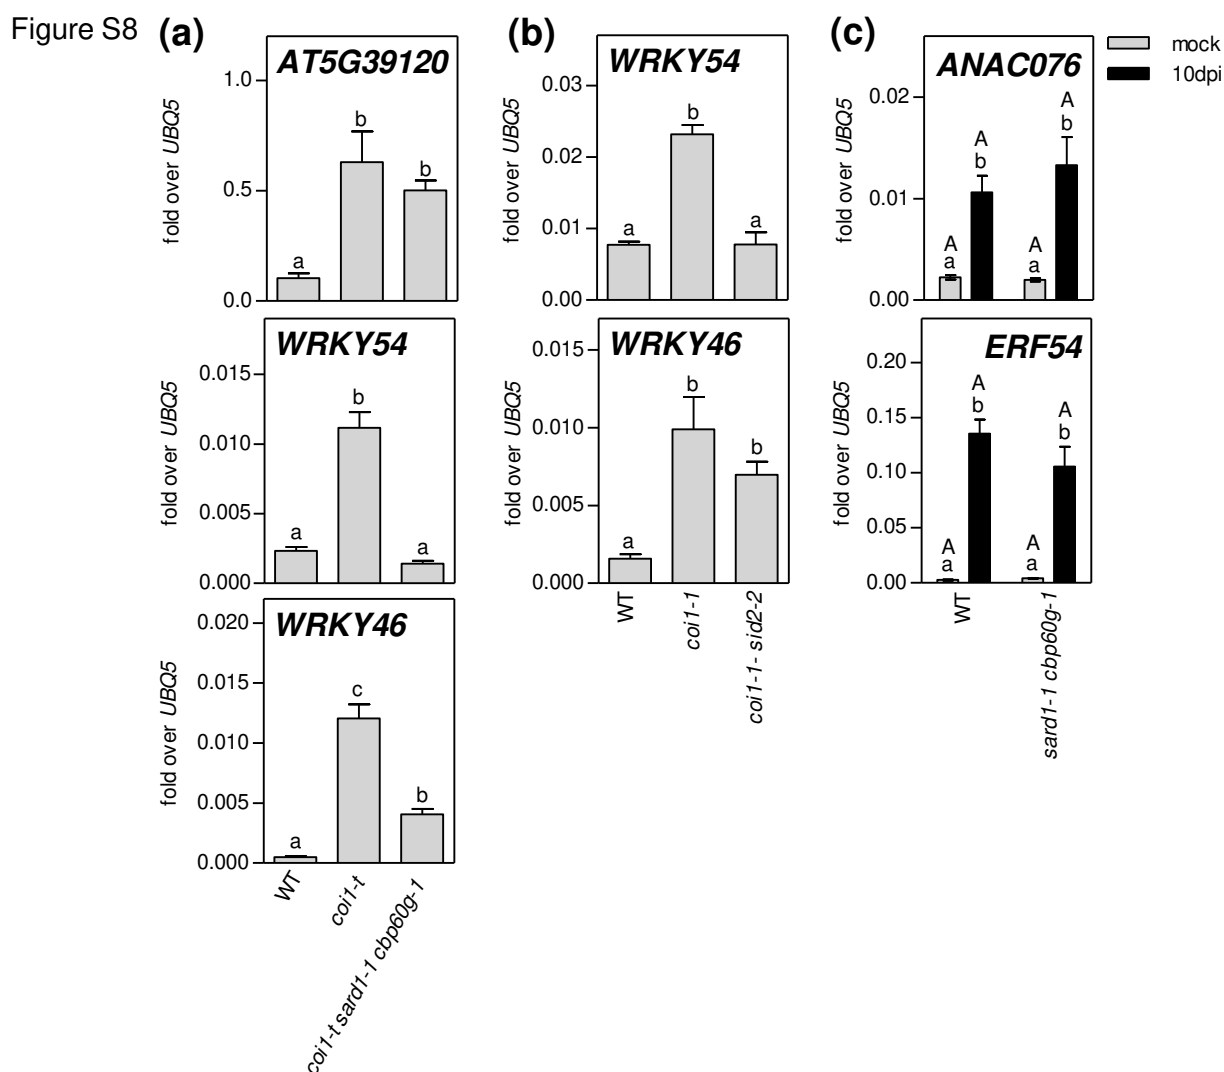 Figure S8
(a)
AT5G39120
fold over UBQ5
1.0
0.5
0.0
a
b
b
WRKY54
fold over UBQ5
0.015
0.010
0.005
0.000
a
b
a
WRKY46
fold over UBQ5
0.020
0.015
0.010
0.005
0.000
a
c
b
WT
coi1-t
coi1-t sard1-1 cbp60g-1
(b)
WRKY54
fold over UBQ5
0.03
0.02
0.01
0.00
a
b
a
WRKY46
fold over UBQ5
0.015
0.010
0.005
0.000
a
b
b
WT
coi1-1
coi1-1- sid2-2
(c)
ANAC076
fold over UBQ5
0.02
0.01
0.00
A
a
A
b
A
a
A
b
ERF54
fold over UBQ5
0.20
0.15
0.10
0.05
0.00
A
a
A
b
A
a
A
b
WT
sard1-1 cbp60g-1
mock
10dpi